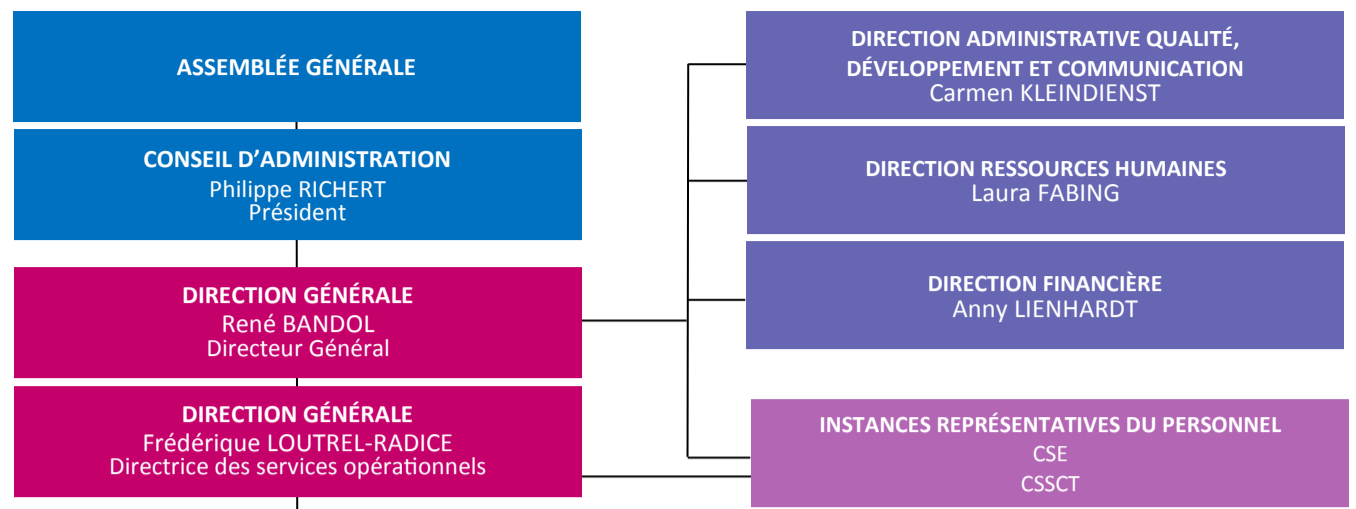 ASSEMBLÉE GÉNÉRALE
CONSEIL D’ADMINISTRATION
Philippe RICHERT
Président
DIRECTION GÉNÉRALE
René BANDOL
Directeur Général
DIRECTION GÉNÉRALE
Frédérique LOUTREL-RADICE
Directrice des services opérationnels
DIRECTION ADMINISTRATIVE QUALITÉ,
DÉVELOPPEMENT ET COMMUNICATION
Carmen KLEINDIENST
DIRECTION RESSOURCES HUMAINES
Laura FABING
DIRECTION FINANCIÈRE
Anny LIENHARDT
INSTANCES REPRÉSENTATIVES DU PERSONNEL
CSE
CSSCT